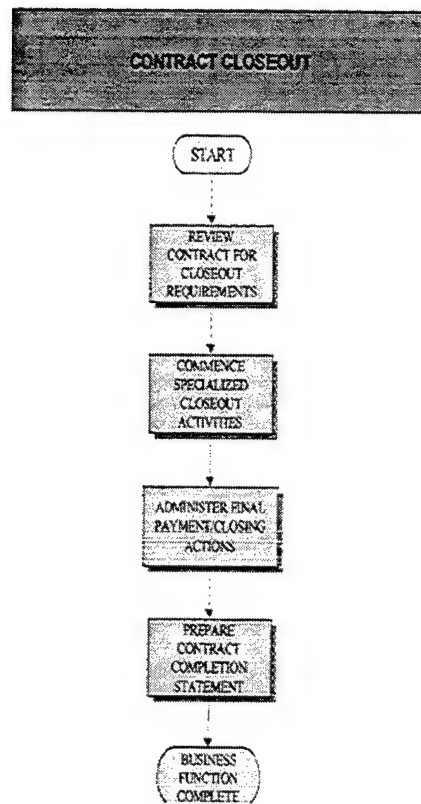 CONTRACT CLOSEOUT
START
REVIEW
CONTRACT FOR
CLOSEOUT
REQUIREMENTS
COMMENCE
SPECIALIZED
CLOSEOUT
ACTIVITIES
ADMINISTER FINAL
PAYMENT/CLOSING
ACTIONS
PREPARE
CONTRACT
COMPLETION
STATEMENT
BUSINESS
FUNCTION
COMPLETE